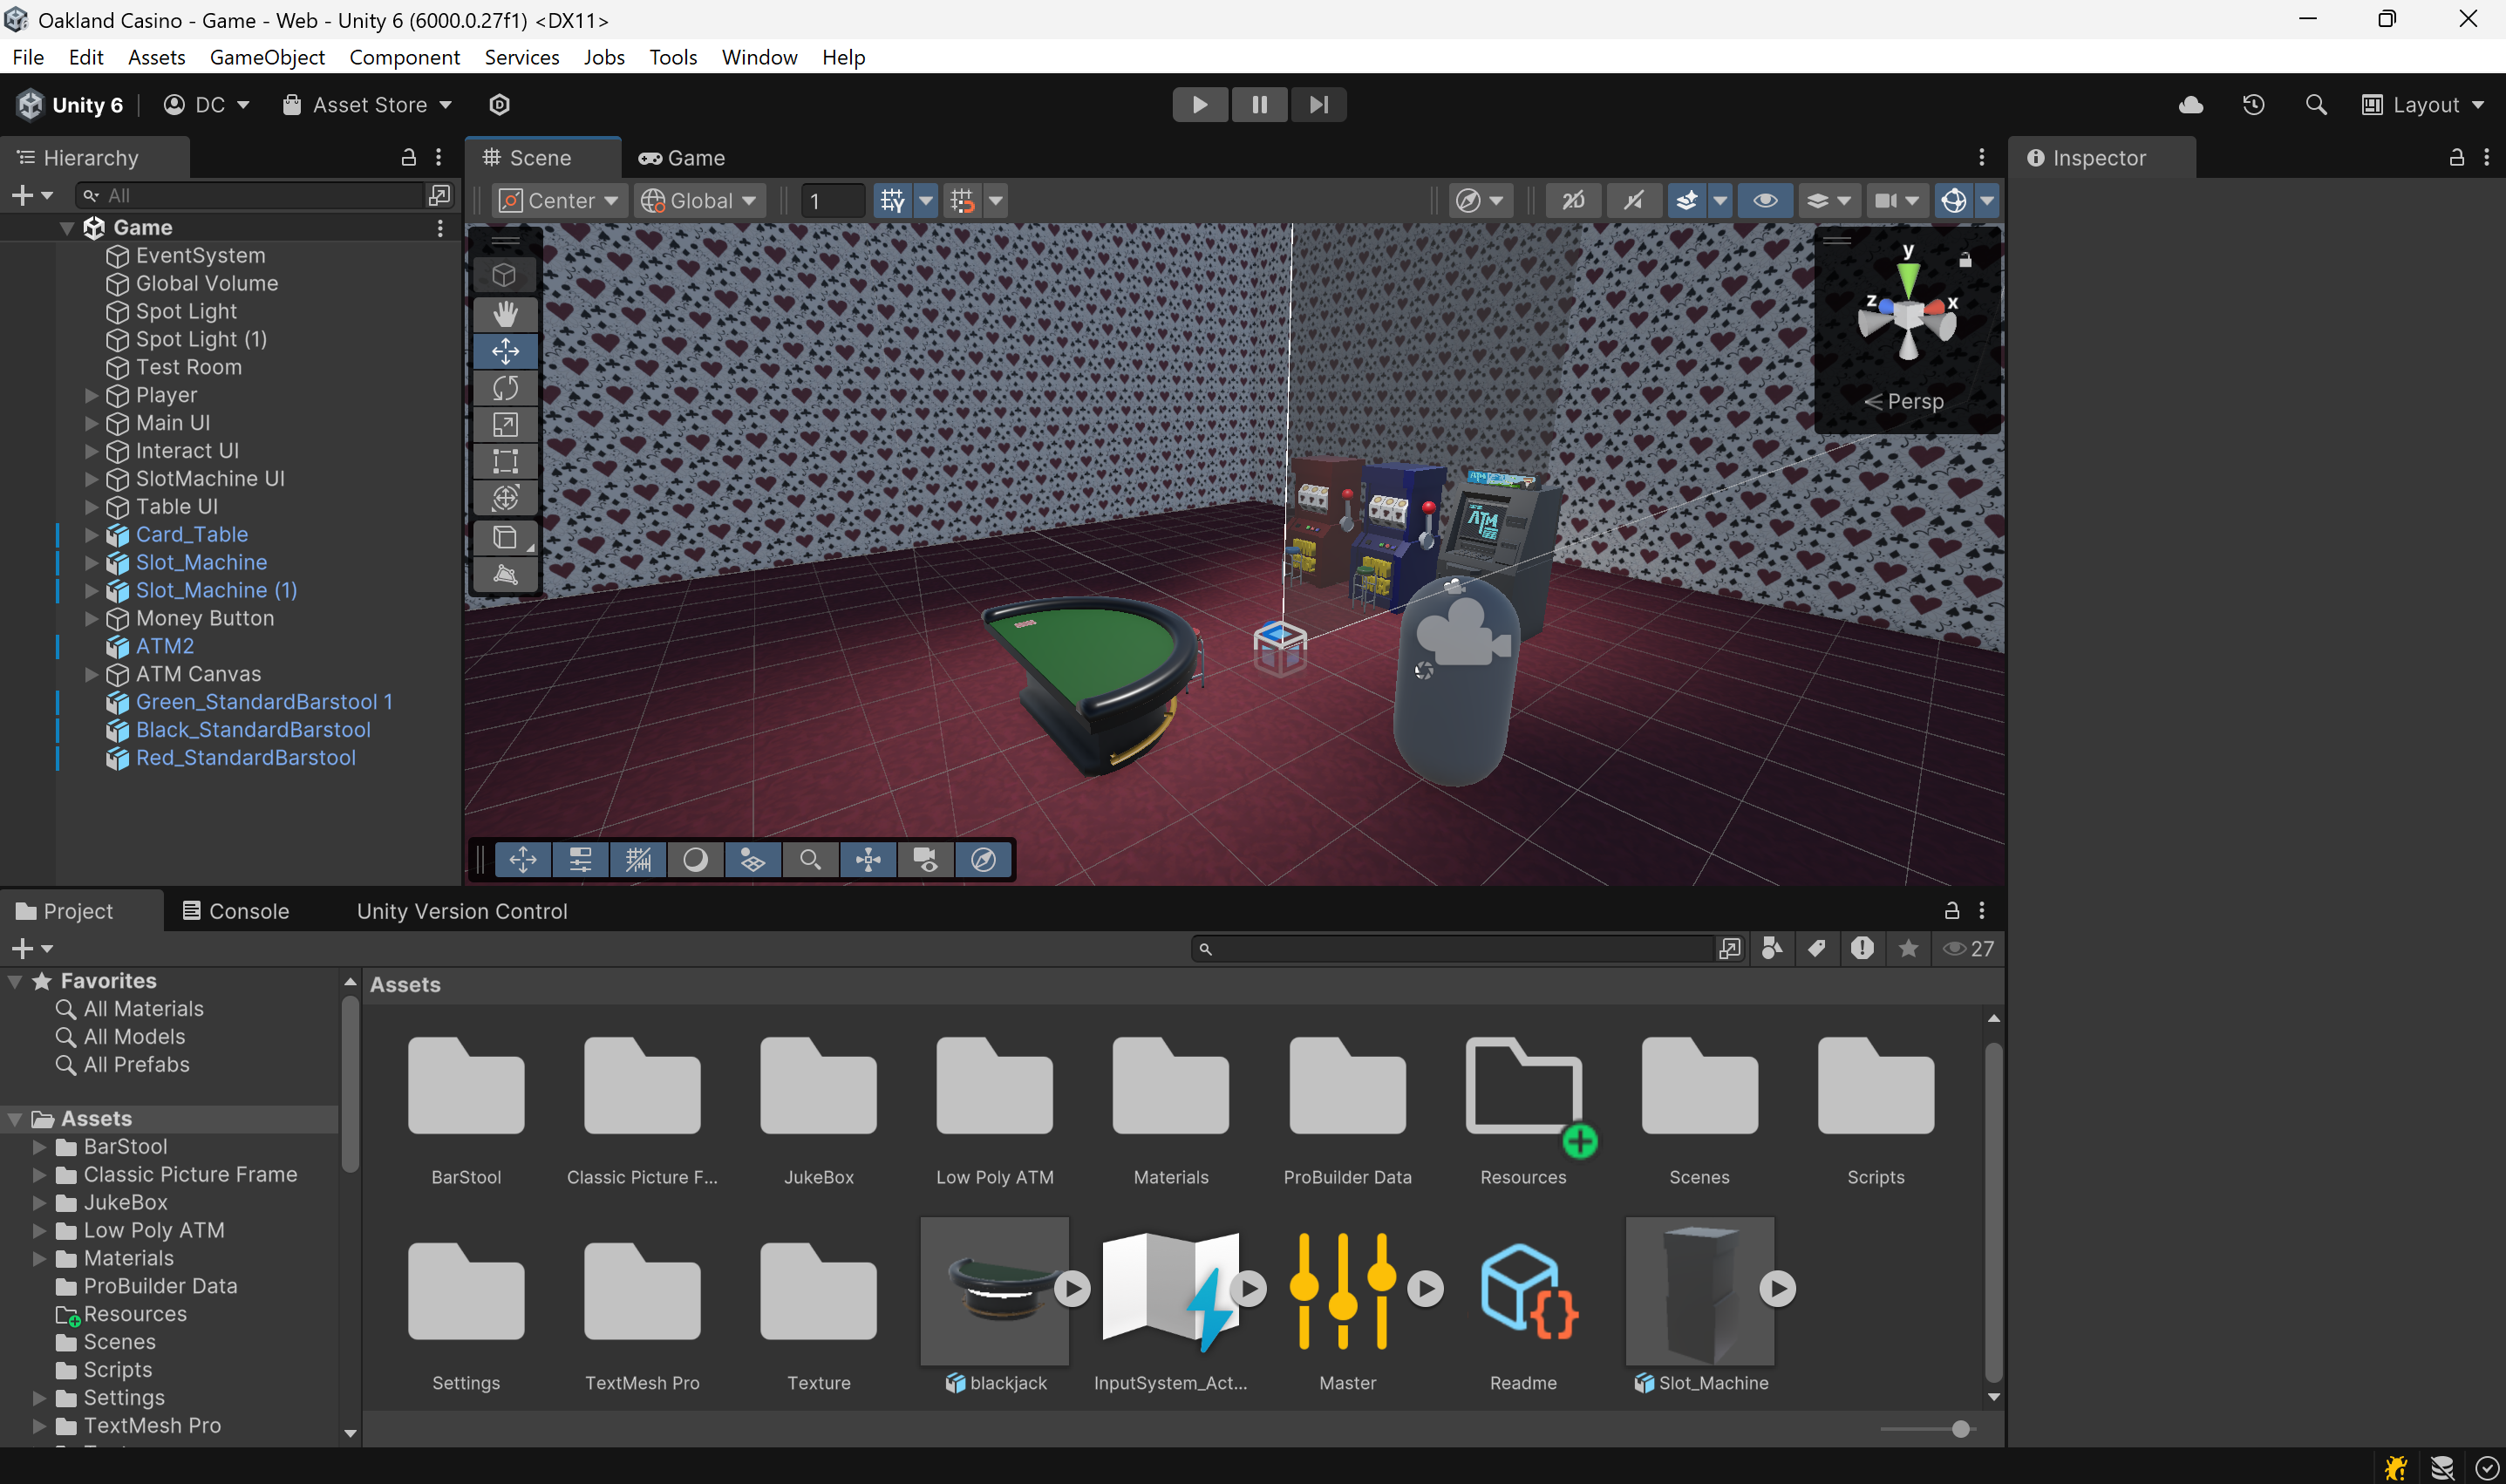 Oakland Casino - Game - Web - Unity 6 (6000.0.27f1) <DX11>
File Edit Assets GameObject Component Services Jobs Tools Window Help
Unity 6 DC Asset Store Layout
Hierarchy
All
Game
EventSystem
Global Volume
Spot Light
Spot Light (1)
Test Room
Player
Main UI
Interact UI
SlotMachine UI
Table UI
Card_Table
Slot_Machine
Slot_Machine (1)
Money Button
ATM2
ATM Canvas
Green_StandardBarstool 1
Black_StandardBarstool
Red_StandardBarstool
Scene Game
Center Global 1 2D
y
z x
Persp
ATM
Inspector
Project Console Unity Version Control
27
Favorites
All Materials
All Models
All Prefabs
Assets
BarStool
Classic Picture Frame
JukeBox
Low Poly ATM
Materials
ProBuilder Data
Resources
Scenes
Scripts
Settings
TextMesh Pro
Assets
BarStool Classic Picture F... JukeBox Low Poly ATM Materials ProBuilder Data Resources Scenes Scripts
Settings TextMesh Pro Texture blackjack InputSystem_Act... Master Readme Slot_Machine